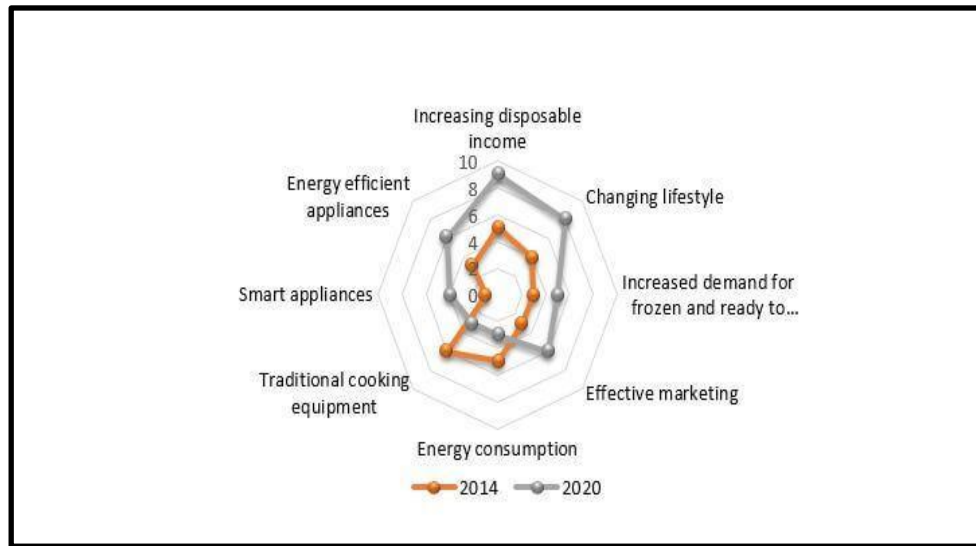 Increasing disposable
income
10
8
6
4
2
0
Changing lifestyle
Increased demand for
frozen and ready to...
Effective marketing
Energy consumption
Traditional cooking
equipment
Smart appliances
Energy efficient
appliances
2014
2020